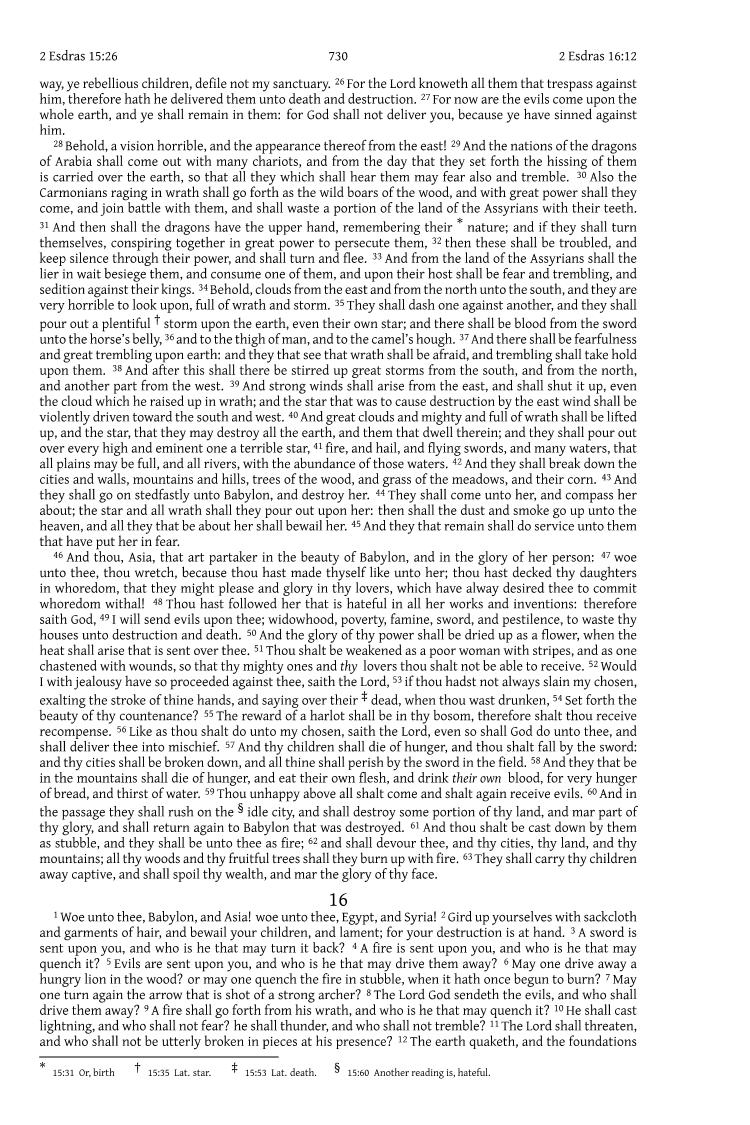 2 Esdras 15:26 730 2 Esdras 16:12
way, ye rebellious children, defile not my sanctuary. 26 For the Lord knoweth all them that trespass against
him, therefore hath he delivered them unto death and destruction. 27 For now are the evils come upon the
whole earth, and ye shall remain in them: for God shall not deliver you, because ye have sinned against
him.
28 Behold, a vision horrible, and the appearance thereof from the east! 29 And the nations of the dragons
of Arabia shall come out with many chariots, and from the day that they set forth the hissing of them
is carried over the earth, so that all they which shall hear them may fear also and tremble. 30 Also the
Carmonians raging in wrath shall go forth as the wild boars of the wood, and with great power shall they
come, and join battle with them, and shall waste a portion of the land of the Assyrians with their teeth.
31 And then shall the dragons have the upper hand, remembering their * nature; and if they shall turn
themselves, conspiring together in great power to persecute them, 32 then these shall be troubled, and
keep silence through their power, and shall turn and flee. 33 And from the land of the Assyrians shall the
lier in wait besiege them, and consume one of them, and upon their host shall be fear and trembling, and
sedition against their kings. 34 Behold, clouds from the east and from the north unto the south, and they are
very horrible to look upon, full of wrath and storm. 35 They shall dash one against another, and they shall
pour out a plentiful † storm upon the earth, even their own star; and there shall be blood from the sword
unto the horse's belly, 36 and to the thigh of man, and to the camel's hough. 37 And there shall be fearfulness
and great trembling upon earth: and they that see that wrath shall be afraid, and trembling shall take hold
upon them. 38 And after this shall there be stirred up great storms from the south, and from the north,
and another part from the west. 39 And strong winds shall arise from the east, and shall shut it up, even
the cloud which he raised up in wrath; and the star that was to cause destruction by the east wind shall be
violently driven toward the south and west. 40 And great clouds and mighty and full of wrath shall be lifted
up, and the star, that they may destroy all the earth, and them that dwell therein; and they shall pour out
over every high and eminent one a terrible star, 41 fire, and hail, and flying swords, and many waters, that
all plains may be full, and all rivers, with the abundance of those waters. 42 And they shall break down the
cities and walls, mountains and hills, trees of the wood, and grass of the meadows, and their corn. 43 And
they shall go on stedfastly unto Babylon, and destroy her. 44 They shall come unto her, and compass her
about; the star and all wrath shall they pour out upon her: then shall the dust and smoke go up unto the
heaven, and all they that be about her shall bewail her. 45 And they that remain shall do service unto them
that have put her in fear.
46 And thou, Asia, that art partaker in the beauty of Babylon, and in the glory of her person: 47 woe
unto thee, thou wretch, because thou hast made thyself like unto her; thou hast decked thy daughters
in whoredom, that they might please and glory in thy lovers, which have alway desired thee to commit
whoredom withal! 48 Thou hast followed her that is hateful in all her works and inventions: therefore
saith God, 49 I will send evils upon thee; widowhood, poverty, famine, sword, and pestilence, to waste thy
houses unto destruction and death. 50 And the glory of thy power shall be dried up as a flower, when the
heat shall arise that is sent over thee. 51 Thou shalt be weakened as a poor woman with stripes, and as one
chastened with wounds, so that thy mighty ones and thy lovers thou shalt not be able to receive. 52 Would
I with jealousy have so proceeded against thee, saith the Lord, 53 if thou hadst not always slain my chosen,
exalting the stroke of thine hands, and saying over their ‡ dead, when thou wast drunken, 54 Set forth the
beauty of thy countenance? 55 The reward of a harlot shall be in thy bosom, therefore shalt thou receive
recompense. 56 Like as thou shalt do unto my chosen, saith the Lord, even so shall God do unto thee, and
shall deliver thee into mischief. 57 And thy children shall die of hunger, and thou shalt fall by the sword:
and thy cities shall be broken down, and all thine shall perish by the sword in the field. 58 And they that be
in the mountains shall die of hunger, and eat their own flesh, and drink their own blood, for very hunger
of bread, and thirst of water. 59 Thou unhappy above all shalt come and shalt again receive evils. 60 And in
the passage they shall rush on the § idle city, and shall destroy some portion of thy land, and mar part of
thy glory, and shall return again to Babylon that was destroyed. 61 And thou shalt be cast down by them
as stubble, and they shall be unto thee as fire; 62 and shall devour thee, and thy cities, thy land, and thy
mountains; all thy woods and thy fruitful trees shall they burn up with fire. 63 They shall carry thy children
away captive, and shall spoil thy wealth, and mar the glory of thy face.
16
1 Woe unto thee, Babylon, and Asia! woe unto thee, Egypt, and Syria! 2 Gird up yourselves with sackcloth
and garments of hair, and bewail your children, and lament; for your destruction is at hand. 3 A sword is
sent upon you, and who is he that may turn it back? 4 A fire is sent upon you, and who is he that may
quench it? 5 Evils are sent upon you, and who is he that may drive them away? 6 May one drive away a
hungry lion in the wood? or may one quench the fire in stubble, when it hath once begun to burn? 7 May
one turn again the arrow that is shot of a strong archer? 8 The Lord God sendeth the evils, and who shall
drive them away? 9 A fire shall go forth from his wrath, and who is he that may quench it? 10 He shall cast
lightning, and who shall not fear? he shall thunder, and who shall not tremble? 11 The Lord shall threaten,
and who shall not be utterly broken in pieces at his presence? 12 The earth quaketh, and the foundations
* 15:31 Or, birth † 15:35 Lat. star. ‡ 15:53 Lat. death. § 15:60 Another reading is, hateful.